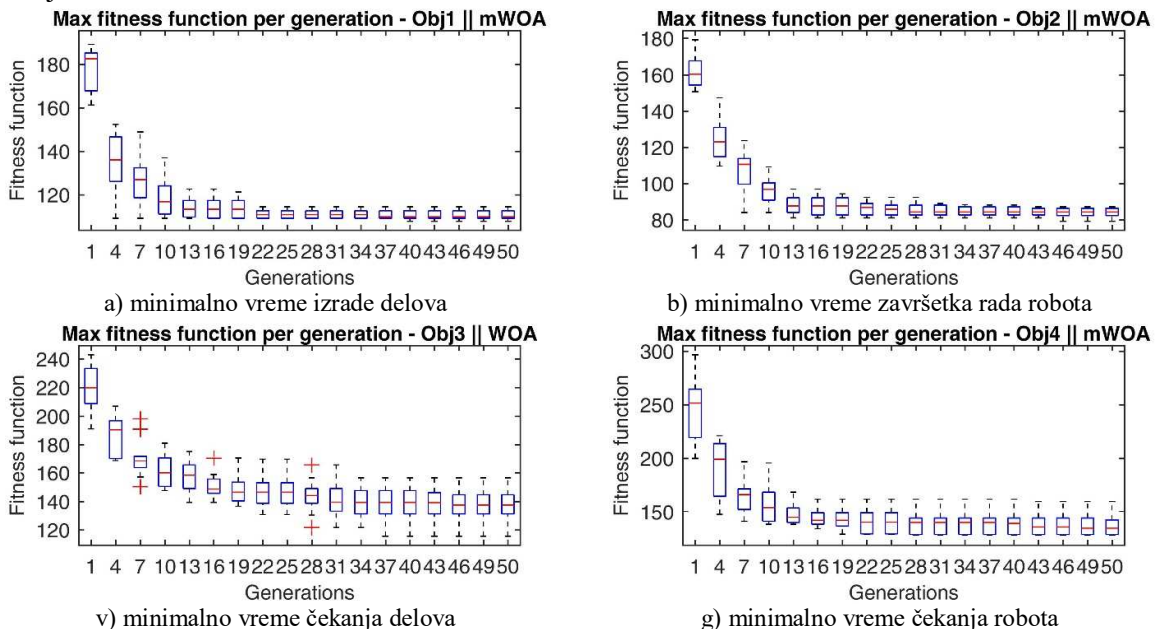 Max fitness function per generation - Obj1 || mWOA
Fitness function
180
160
140
120
1 4 7 10 13 16 19 22 25 28 31 34 37 40 43 46 49 50
Generations
a) minimalno vreme izrade delova
Max fitness function per generation - Obj2 || mWOA
Fitness function
180
160
140
120
100
80
1 4 7 10 13 16 19 22 25 28 31 34 37 40 43 46 49 50
Generations
b) minimalno vreme završetka rada robota
Max fitness function per generation - Obj3 || WOA
Fitness function
240
220
200
180
160
140
120
1 4 7 10 13 16 19 22 25 28 31 34 37 40 43 46 49 50
Generations
v) minimalno vreme čekanja delova
Max fitness function per generation - Obj4 || mWOA
Fitness function
300
250
200
150
1 4 7 10 13 16 19 22 25 28 31 34 37 40 43 46 49 50
Generations
g) minimalno vreme čekanja robota